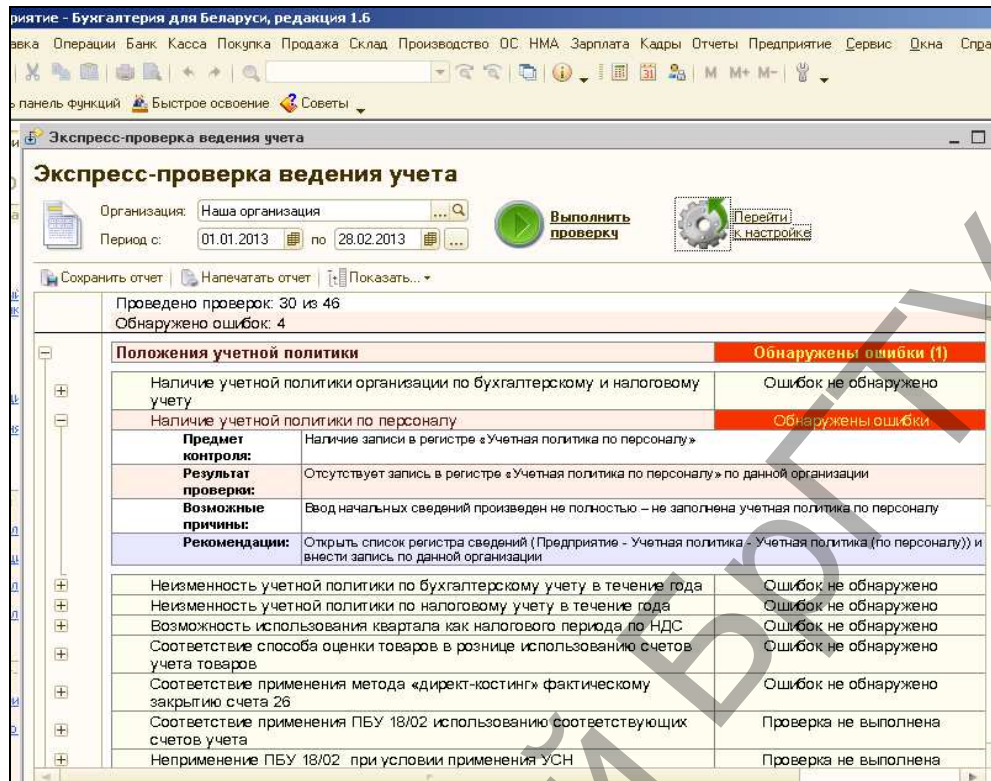 риятие - Бухгалтерия для Беларуси, редакция 1.6
авка Операции Банк Касса Покупка Продажа Склад Производство ОС НМА Зарплата Кадры Отчеты Предприятие Сервис Окна Спра
M M+ M-
ь панель функций Быстрое освоение Советы
Экспресс-проверка ведения учета
Экспресс-проверка ведения учета
Организация: Наша организация ... Выполнить проверку Перейти к настройке
Период с: 01.01.2013 по 28.02.2013 ...
Сохранить отчет Напечатать отчет Показать...
Проведено проверок: 30 из 46
Обнаружено ошибок: 4
Положения учетной политики Обнаружены ошибки (1)
Наличие учетной политики организации по бухгалтерскому и налоговому Ошибок не обнаружено
учету
Наличие учетной политики по персоналу Обнаружены ошибки
Предмет Наличие записи в регистре «Учетная политика по персоналу»
контроля:
Результат Отсутствует запись в регистре «Учетная политика по персоналу» по данной организации
проверки:
Возможные Ввод начальных сведений произведен не полностью – не заполнена учетная политика по персоналу
причины:
Рекомендации: Открыть список регистра сведений (Предприятие - Учетная политика - Учетная политика (по персоналу)) и
внести запись по данной организации
Неизменность учетной политики по бухгалтерскому учету в течение года Ошибок не обнаружено
Неизменность учетной политики по налоговому учету в течение года Ошибок не обнаружено
Возможность использования квартала как налогового периода по НДС Ошибок не обнаружено
Соответствие способа оценки товаров в рознице использованию счетов Ошибок не обнаружено
учета товаров
Соответствие применения метода «директ-костинг» фактическому Ошибок не обнаружено
закрытию счета 26
Соответствие применения ПБУ 18/02 использованию соответствующих Проверка не выполнена
счетов учета
Неприменение ПБУ 18/02 при условии применения УСН Проверка не выполнена
й БрГТУ